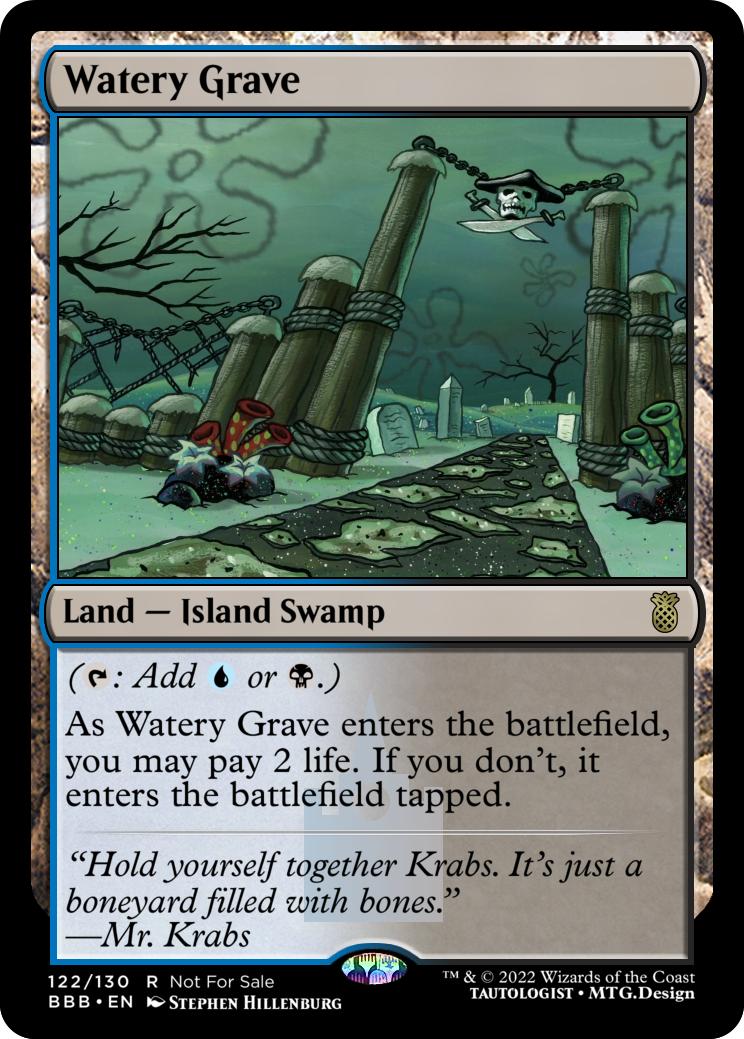 Watery Grave
Land — Island Swamp
(: Add or .)
As Watery Grave enters the battlefield,
you may pay 2 life. If you don't, it
enters the battlefield tapped.
“Hold yourself together Krabs. It's just a
boneyard filled with bones.”
—Mr. Krabs
122/130 R Not For Sale
BBB • EN Stephen Hillenburg
™ & © 2022 Wizards of the Coast
TAUTOLOGIST • MTG.Design